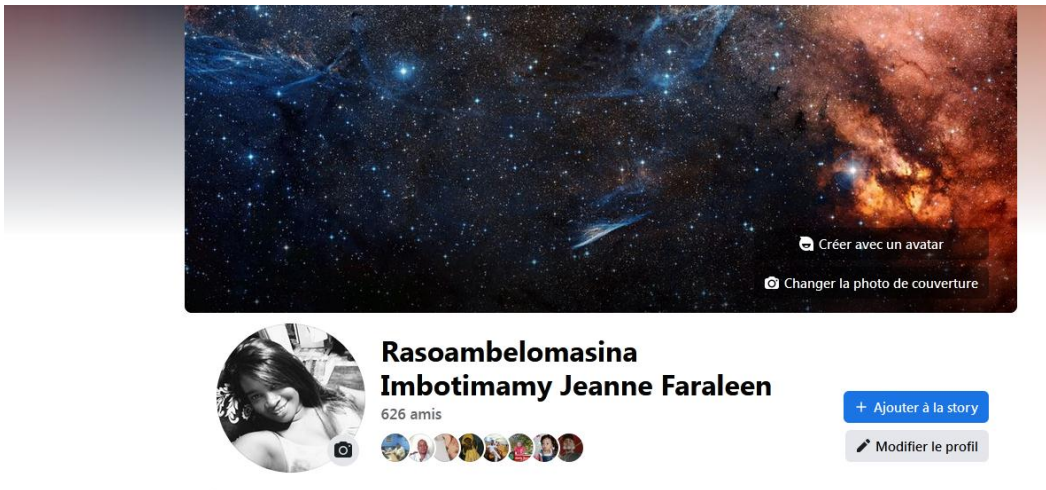 Créer avec un avatar
Changer la photo de couverture
Rasoambelomasina
Imbotimamy Jeanne Faraleen
626 amis
+ Ajouter à la story
Modifier le profil